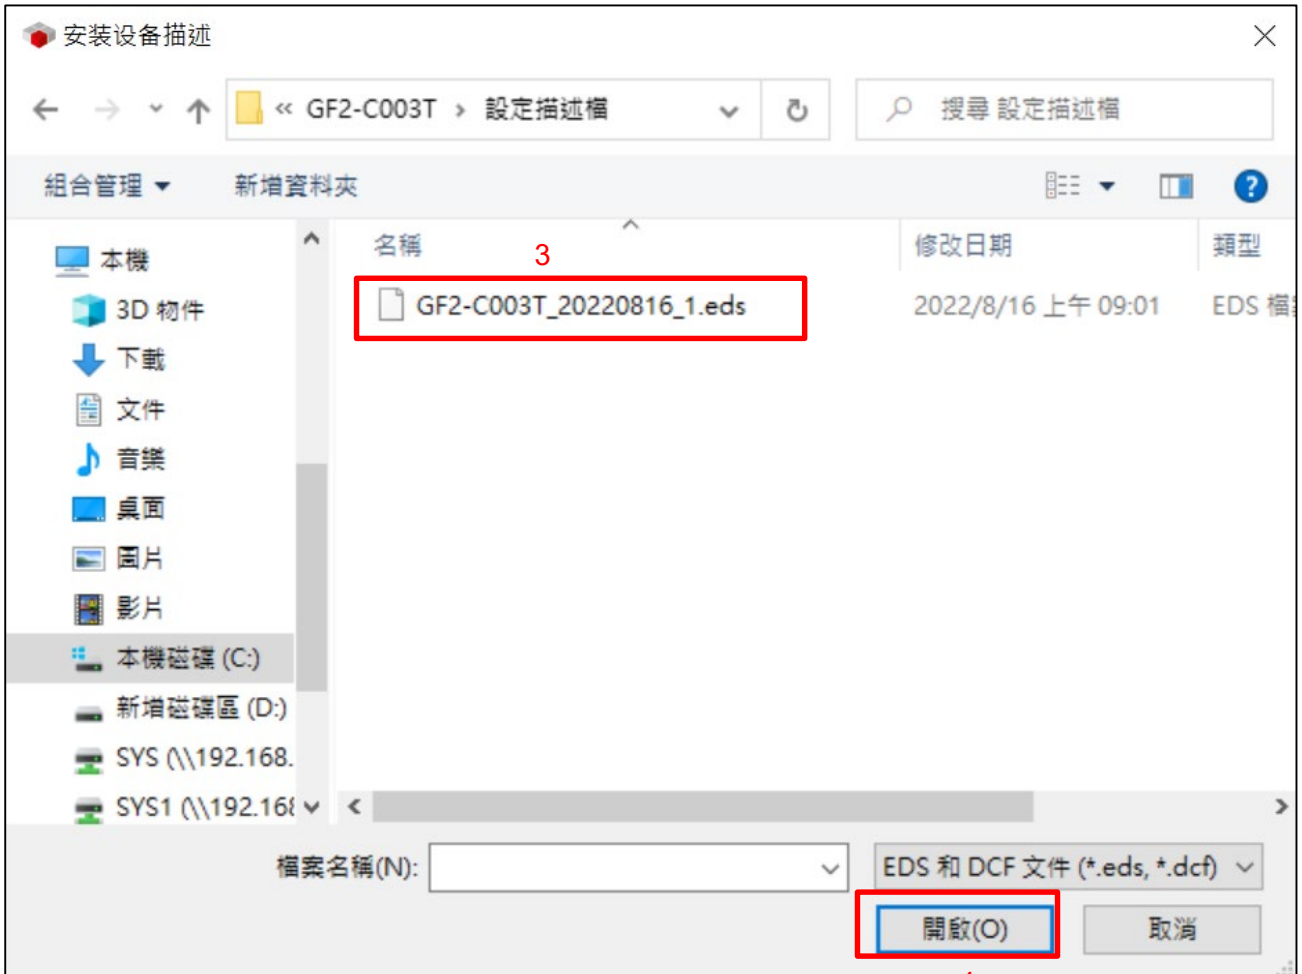 安装设备描述
« GF2-C003T › 設定描述檔
搜尋 設定描述檔
組合管理
新增資料夾
名稱
修改日期
類型
3
GF2-C003T_20220816_1.eds
2022/8/16 上午 09:01
EDS 檔
本機
3D 物件
下載
文件
音樂
桌面
圖片
影片
本機磁碟 (C:)
新增磁碟區 (D:)
SYS (\\192.168.
SYS1 (\\192.168
檔案名稱(N):
EDS 和 DCF 文件 (*.eds, *.dcf)
開啟(O)
取消